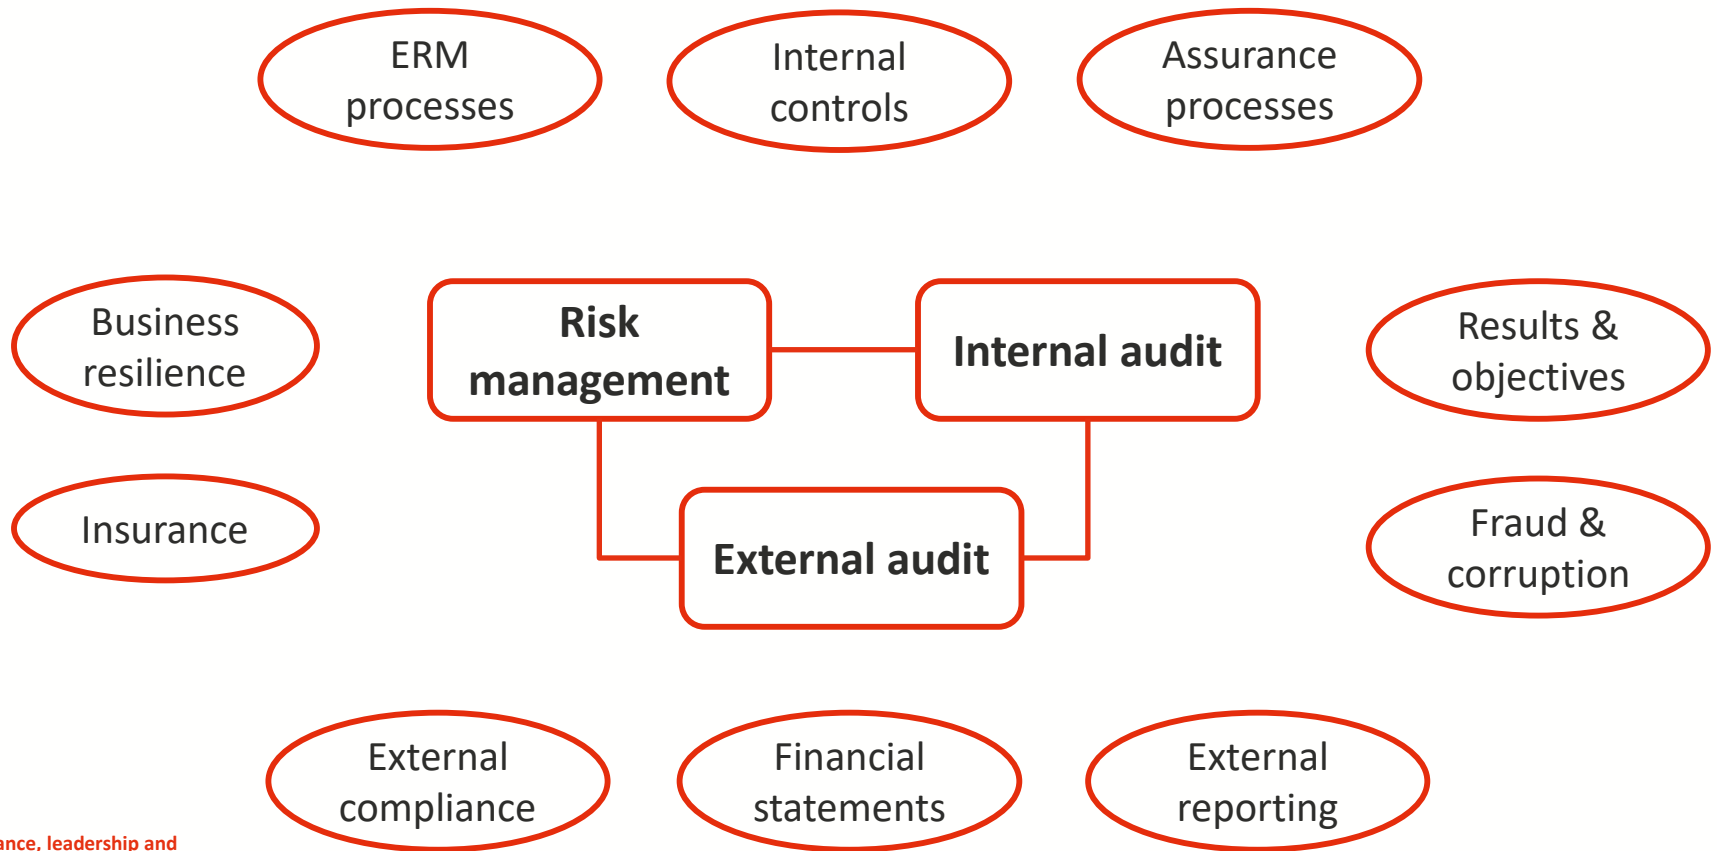 ERM
processes
Internal
controls
Assurance
processes
Business
resilience
Risk
management
Internal audit
Results &
objectives
Insurance
External audit
Fraud &
corruption
External
compliance
Financial
statements
External
reporting
leadership and